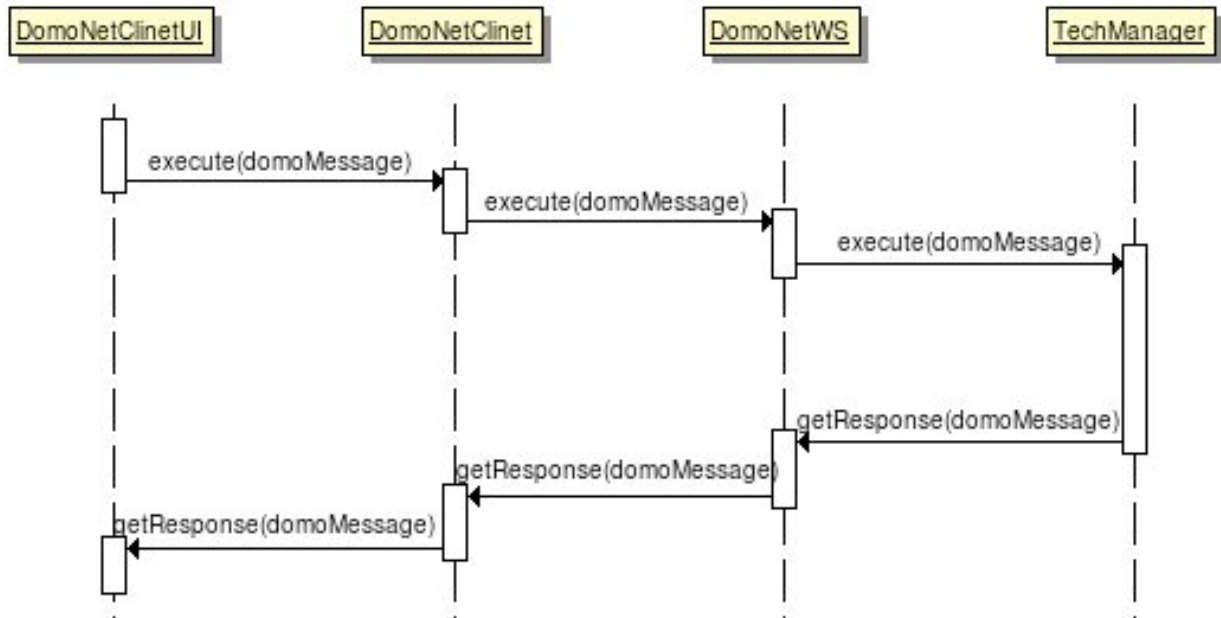 DomoNetClinetUI
DomoNetClinet
DomoNetWS
TechManager
execute(domoMessage)
execute(domoMessage)
execute(domoMessage)
getResponse(domoMessage)
getResponse(domoMessage)
getResponse(domoMessage)